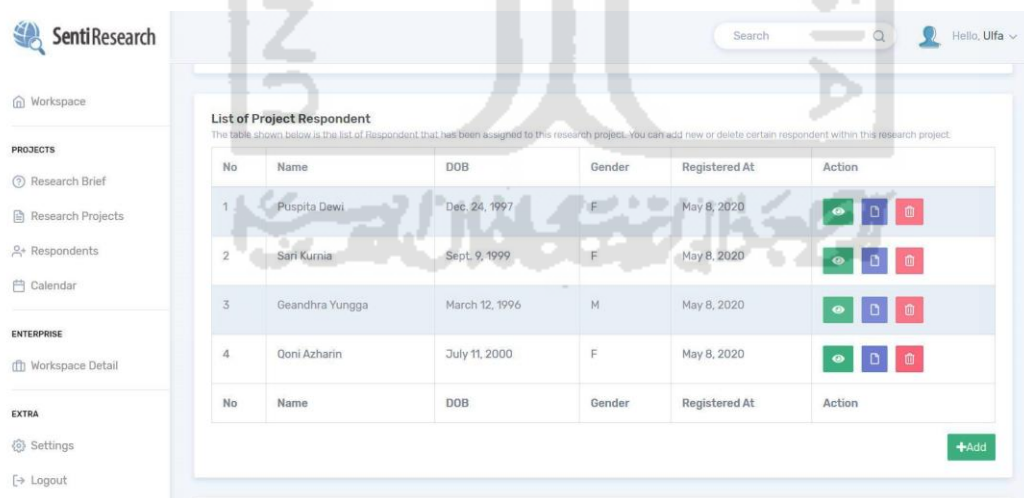 SentiResearch
Search
Hello, Ulfa
Workspace
PROJECTS
Research Brief
Research Projects
Respondents
Calendar
ENTERPRISE
Workspace Detail
EXTRA
Settings
Logout
List of Project Respondent
The table shown below is the list of Respondent that has been assigned to this research project. You can add new or delete certain respondent within this research project.
No Name DOB Gender Registered At Action
1 Puspita Dewi Dec. 24, 1997 F May 8, 2020
2 Sari Kurnia Sept. 9, 1999 F May 8, 2020
3 Geandhra Yungga March 12, 1996 M May 8, 2020
4 Qoni Azharin July 11, 2000 F May 8, 2020
No Name DOB Gender Registered At Action
+Add